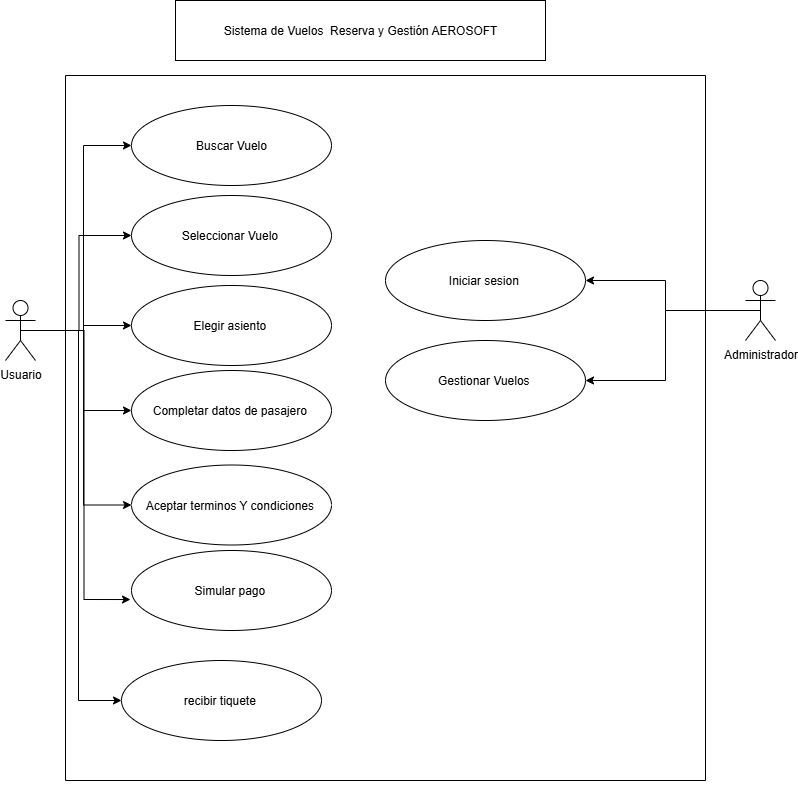 Sistema de Vuelos Reserva y Gestión AEROSOFT
Buscar Vuelo
Seleccionar Vuelo
Elegir asiento
Completar datos de pasajero
Aceptar terminos Y condiciones
Simular pago
recibir tiquete
Iniciar sesion
Gestionar Vuelos
Usuario
Administrador